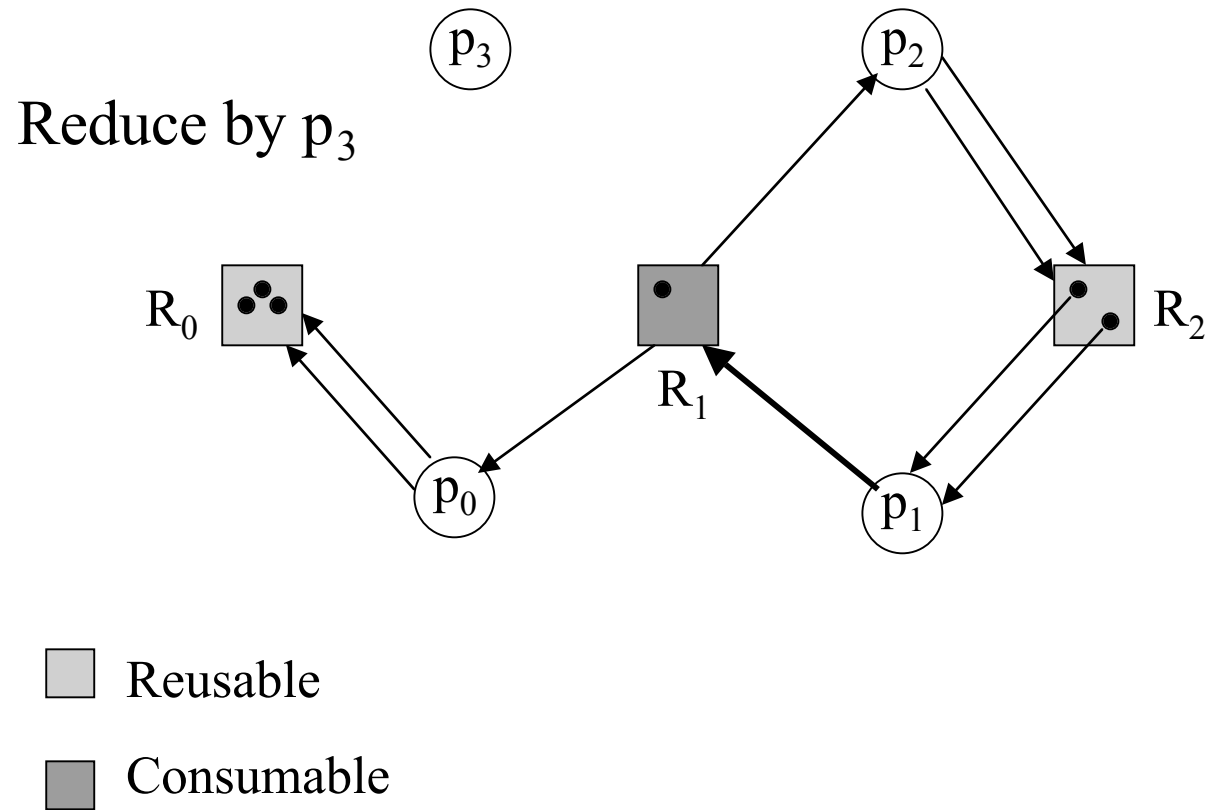 p₃
p₂
Reduce by p₃
R₀
R₁
R₂
p₀
p₁
Reusable
Consumable